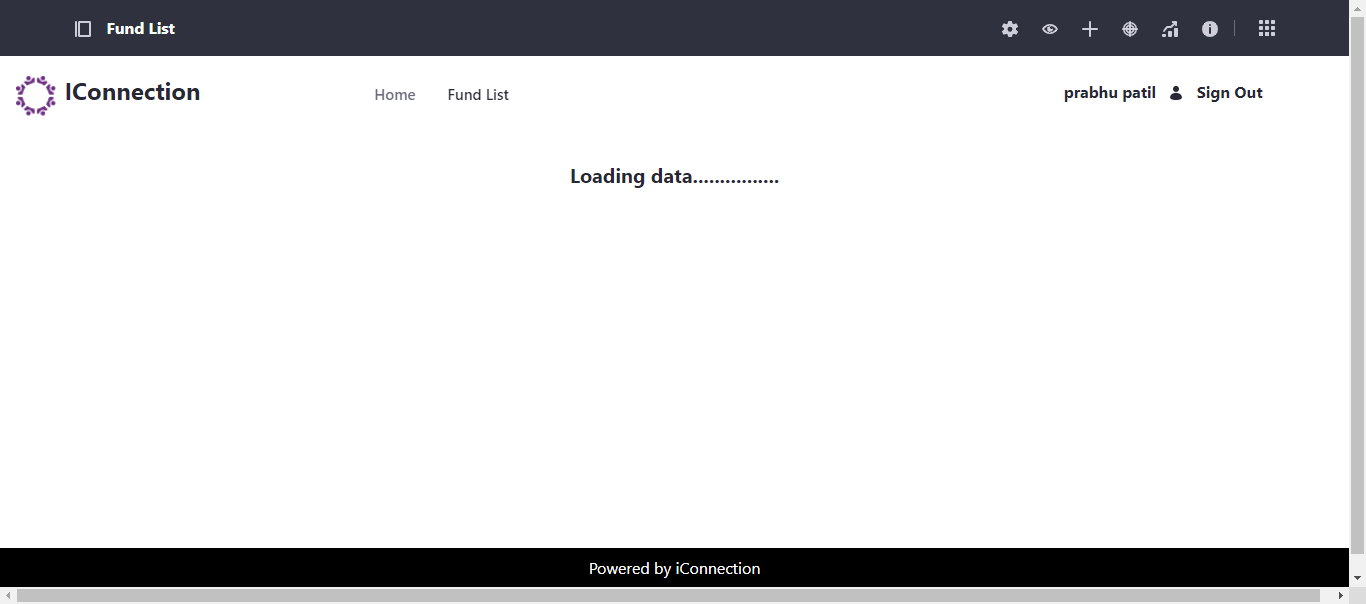 Fund List
IConnection
Home Fund List
prabhu patil Sign Out
Loading data................
Powered by iConnection